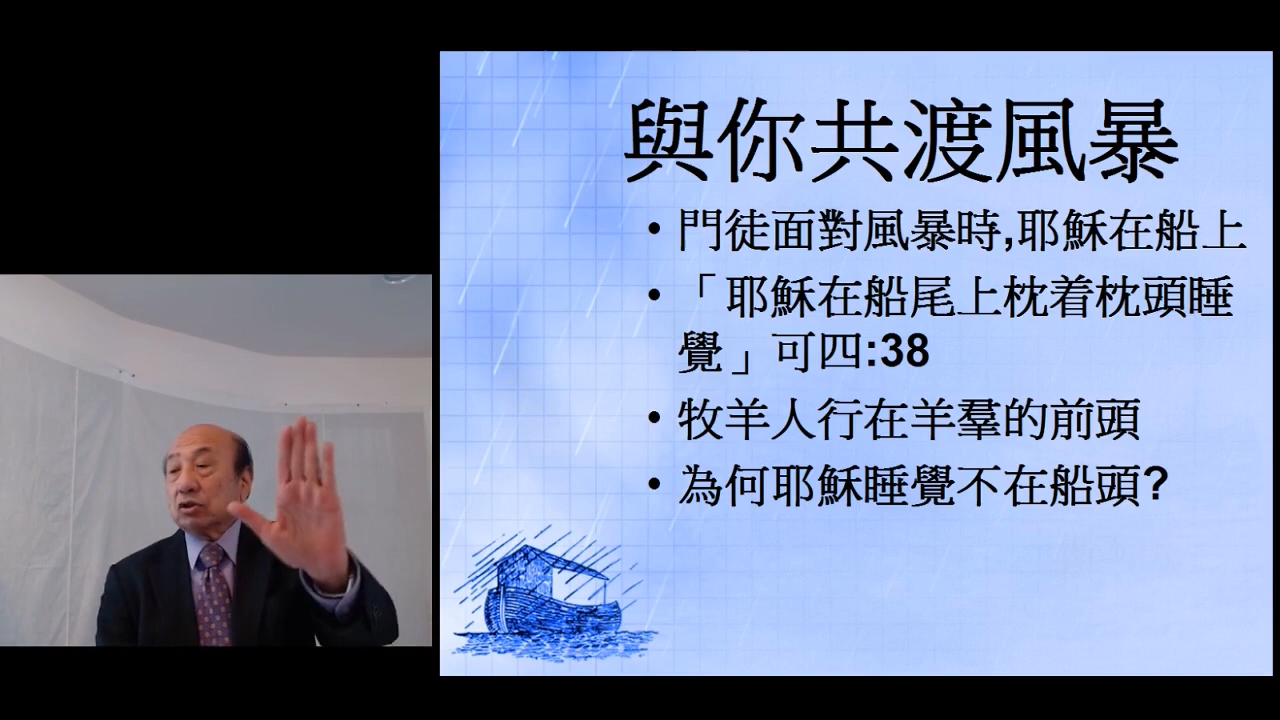 與你共渡風暴
• 門徒面對風暴時,耶穌在船上
• 「耶穌在船尾上枕着枕頭睡
覺」可四:38
• 牧羊人行在羊羣的前頭
• 為何耶穌睡覺不在船頭?